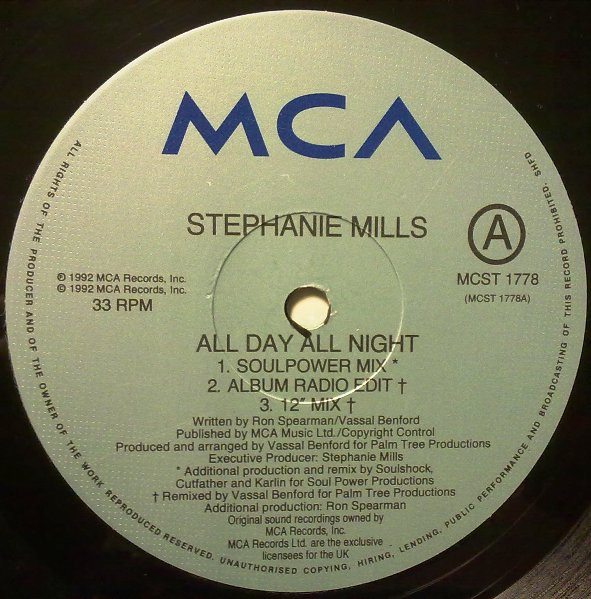 MCA
STEPHANIE MILLS
A
℗ 1992 MCA Records, Inc.
© 1992 MCA Records, Inc.
33 RPM
MCST 1778
(MCST 1778A)
ALL DAY ALL NIGHT
1. SOULPOWER MIX *
2. ALBUM RADIO EDIT †
3. 12" MIX †
Written by Ron Spearman/Vassal Benford
Published by MCA Music Ltd./Copyright Control
Produced and arranged by Vassal Benford for Palm Tree Productions
Executive Producer: Stephanie Mills
* Additional production and remix by Soulshock,
Cutfather and Karlin for Soul Power Productions
† Remixed by Vassal Benford for Palm Tree Productions
Additional production: Ron Spearman
Original sound recordings owned by
MCA Records, Inc.
MCA Records Ltd. are the exclusive
licensees for the UK
ALL RIGHTS OF THE PRODUCER AND OF THE OWNER OF THE WORK REPRODUCED RESERVED. UNAUTHORISED COPYING, HIRING, LENDING, PUBLIC PERFORMANCE AND BROADCASTING OF THIS RECORD PROHIBITED. SHFD